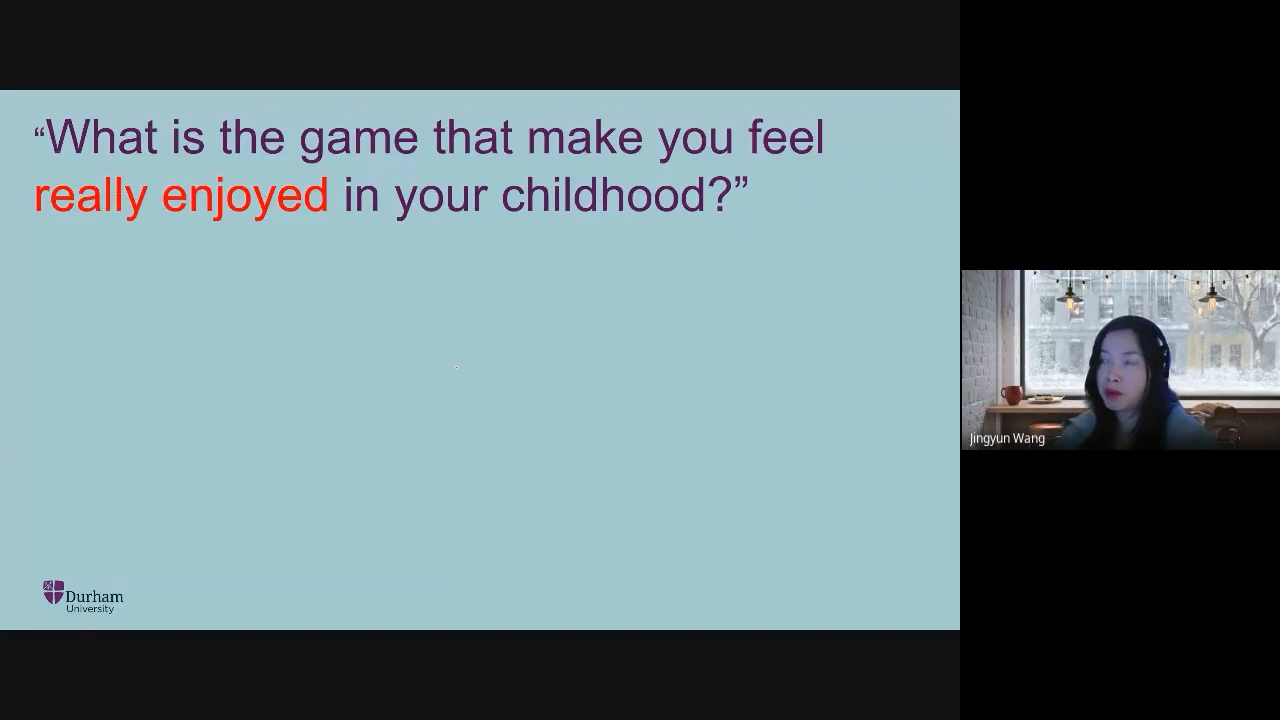 “What is the game that make you feel
really enjoyed in your childhood?”
Jingyun Wang
Durham
University